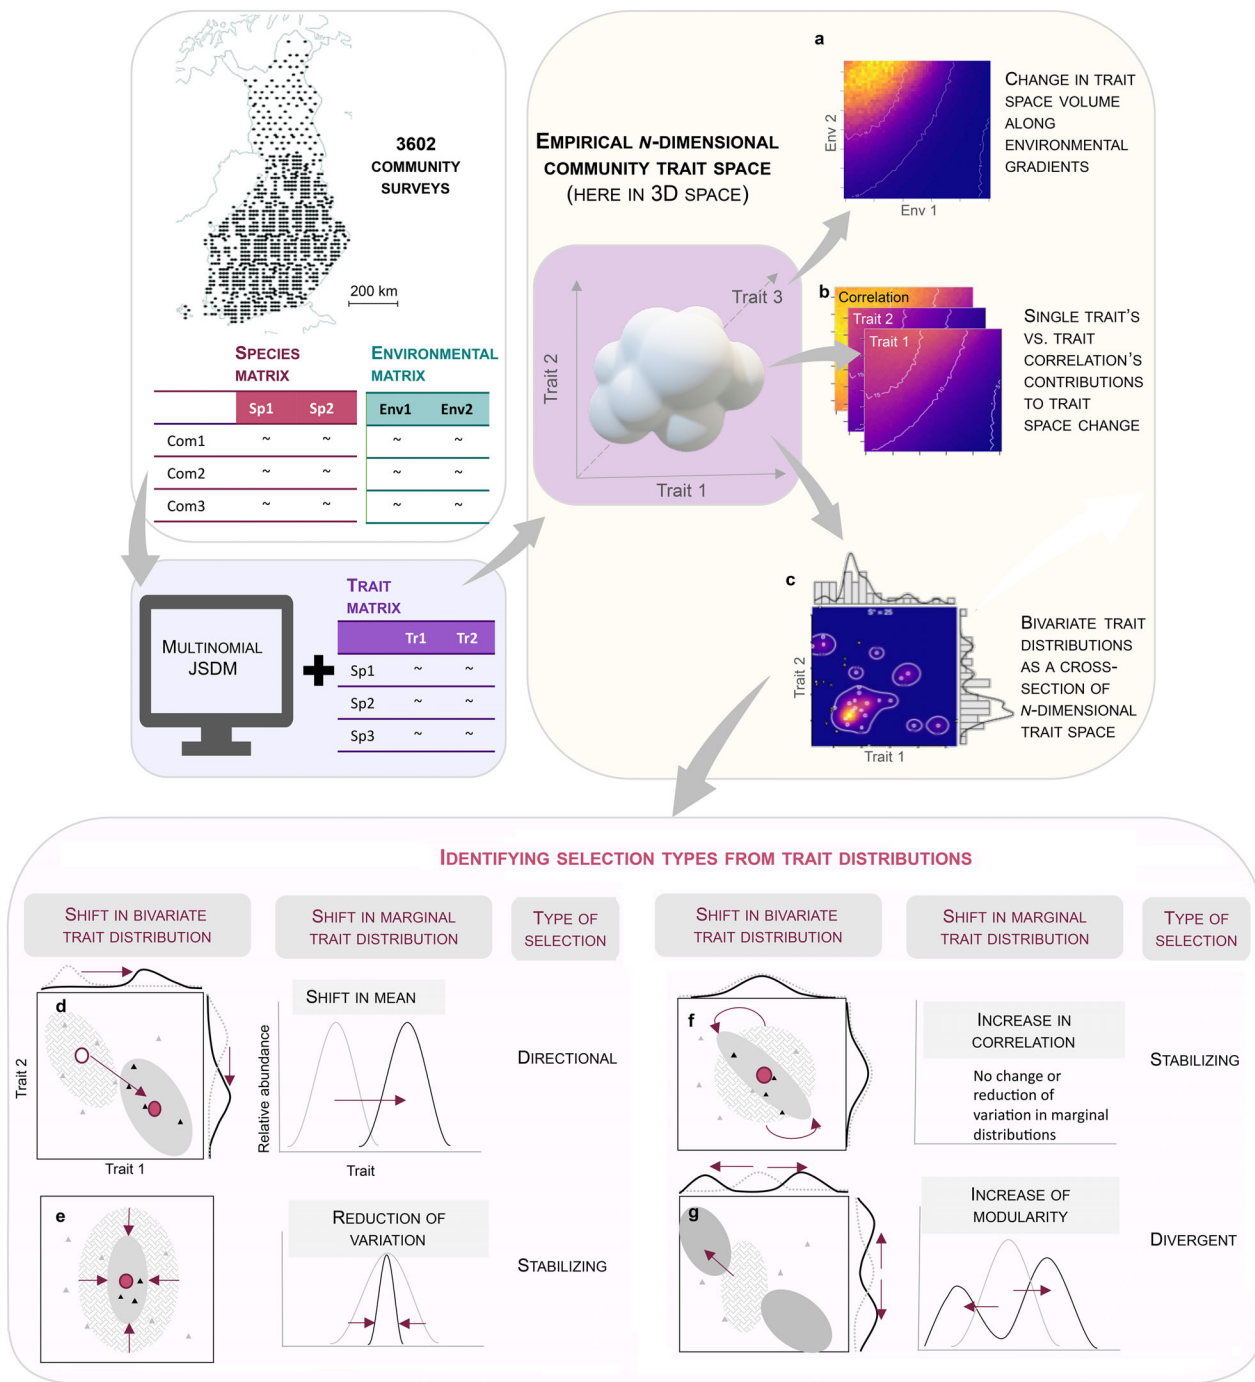 3602
COMMUNITY
SURVEYS
200 km
SPECIES
MATRIX
ENVIRONMENTAL
MATRIX
Sp1 Sp2 Env1 Env2
Com1 ~ ~ ~ ~
Com2 ~ ~ ~ ~
Com3 ~ ~ ~ ~
MULTINOMIAL
JSDM
TRAIT
MATRIX
Tr1 Tr2
Sp1 ~ ~
Sp2 ~ ~
Sp3 ~ ~
EMPIRICAL N-DIMENSIONAL
COMMUNITY TRAIT SPACE
(HERE IN 3D SPACE)
Trait 3
Trait 2
Trait 1
a
Env 2
Env 1
CHANGE IN TRAIT
SPACE VOLUME
ALONG
ENVIRONMENTAL
GRADIENTS
b
Correlation
Trait 2
Trait 1
15
15
10
SINGLE TRAIT'S
VS. TRAIT
CORRELATION'S
CONTRIBUTIONS
TO TRAIT
SPACE CHANGE
c
S* = 25
Trait 2
Trait 1
BIVARIATE TRAIT
DISTRIBUTIONS
AS A CROSS-
SECTION OF
N-DIMENSIONAL
TRAIT SPACE
IDENTIFYING SELECTION TYPES FROM TRAIT DISTRIBUTIONS
SHIFT IN BIVARIATE
TRAIT DISTRIBUTION
SHIFT IN MARGINAL
TRAIT DISTRIBUTION
TYPE OF
SELECTION
d
Trait 2
Trait 1
SHIFT IN MEAN
Relative abundance
Trait
DIRECTIONAL
e
REDUCTION OF
VARIATION
STABILIZING
SHIFT IN BIVARIATE
TRAIT DISTRIBUTION
SHIFT IN MARGINAL
TRAIT DISTRIBUTION
TYPE OF
SELECTION
f
INCREASE IN
CORRELATION
No change or
reduction of
variation in marginal
distributions
STABILIZING
g
INCREASE OF
MODULARITY
DIVERGENT